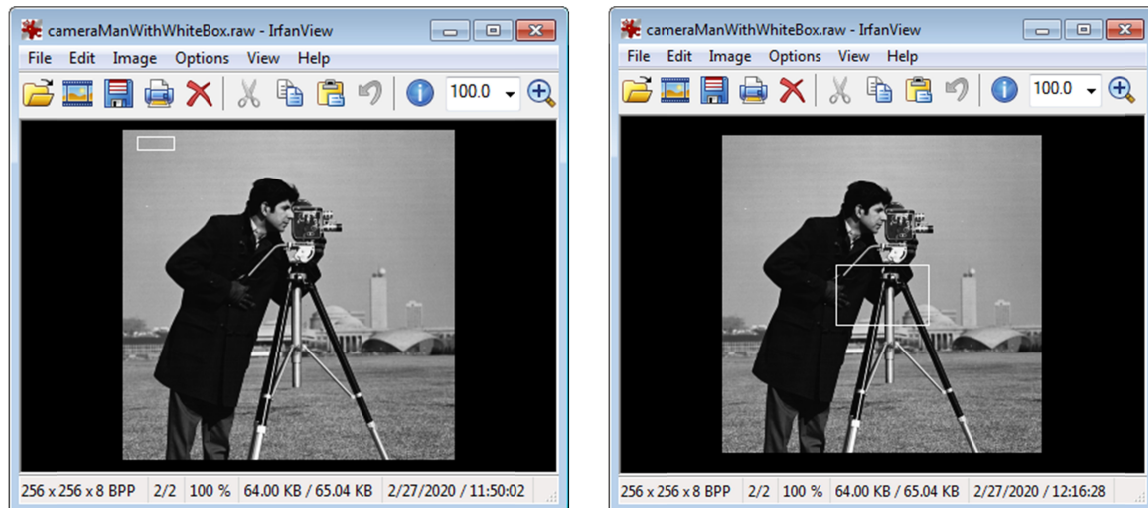 cameraManWithWhiteBox.raw - IrfanView
File Edit Image Options View Help
100.0
256 x 256 x 8 BPP 2/2 100 % 64.00 KB / 65.04 KB 2/27/2020 / 11:50:02
cameraManWithWhiteBox.raw - IrfanView
File Edit Image Options View Help
100.0
256 x 256 x 8 BPP 2/2 100 % 64.00 KB / 65.04 KB 2/27/2020 / 12:16:28